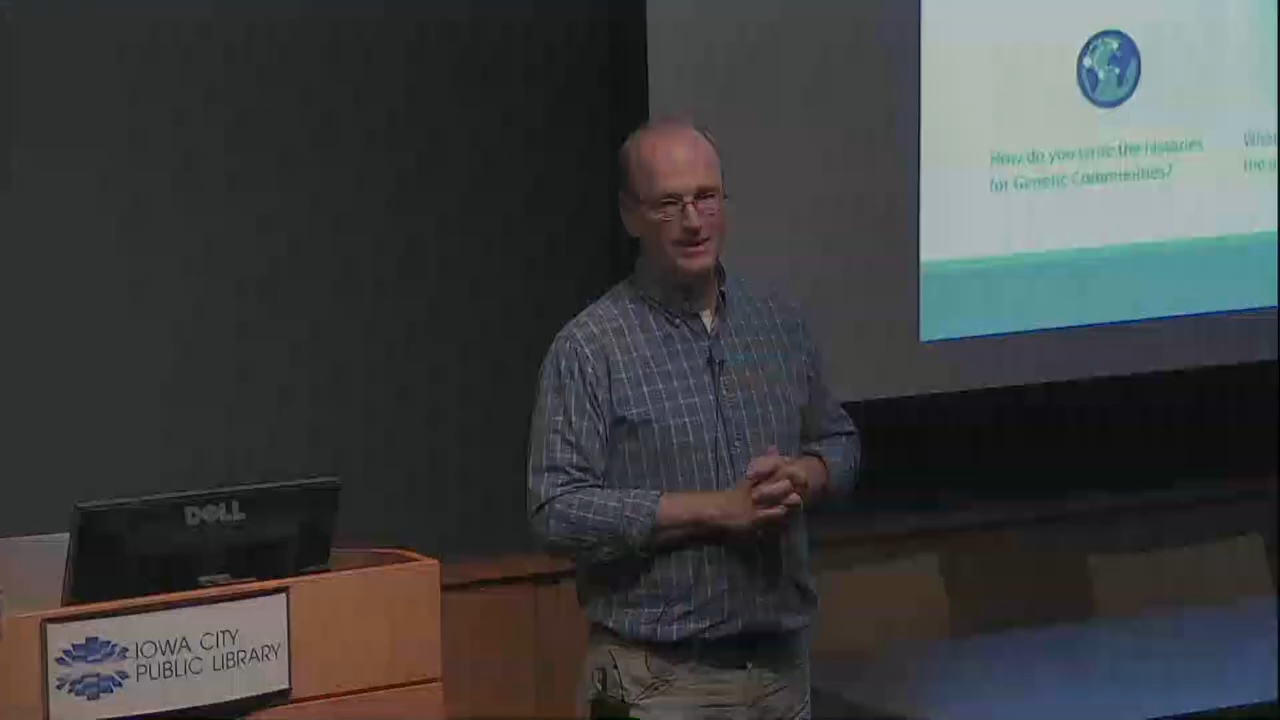 How do you write the histories
for Genetic Communities?
DELL
IOWA CITY
PUBLIC LIBRARY